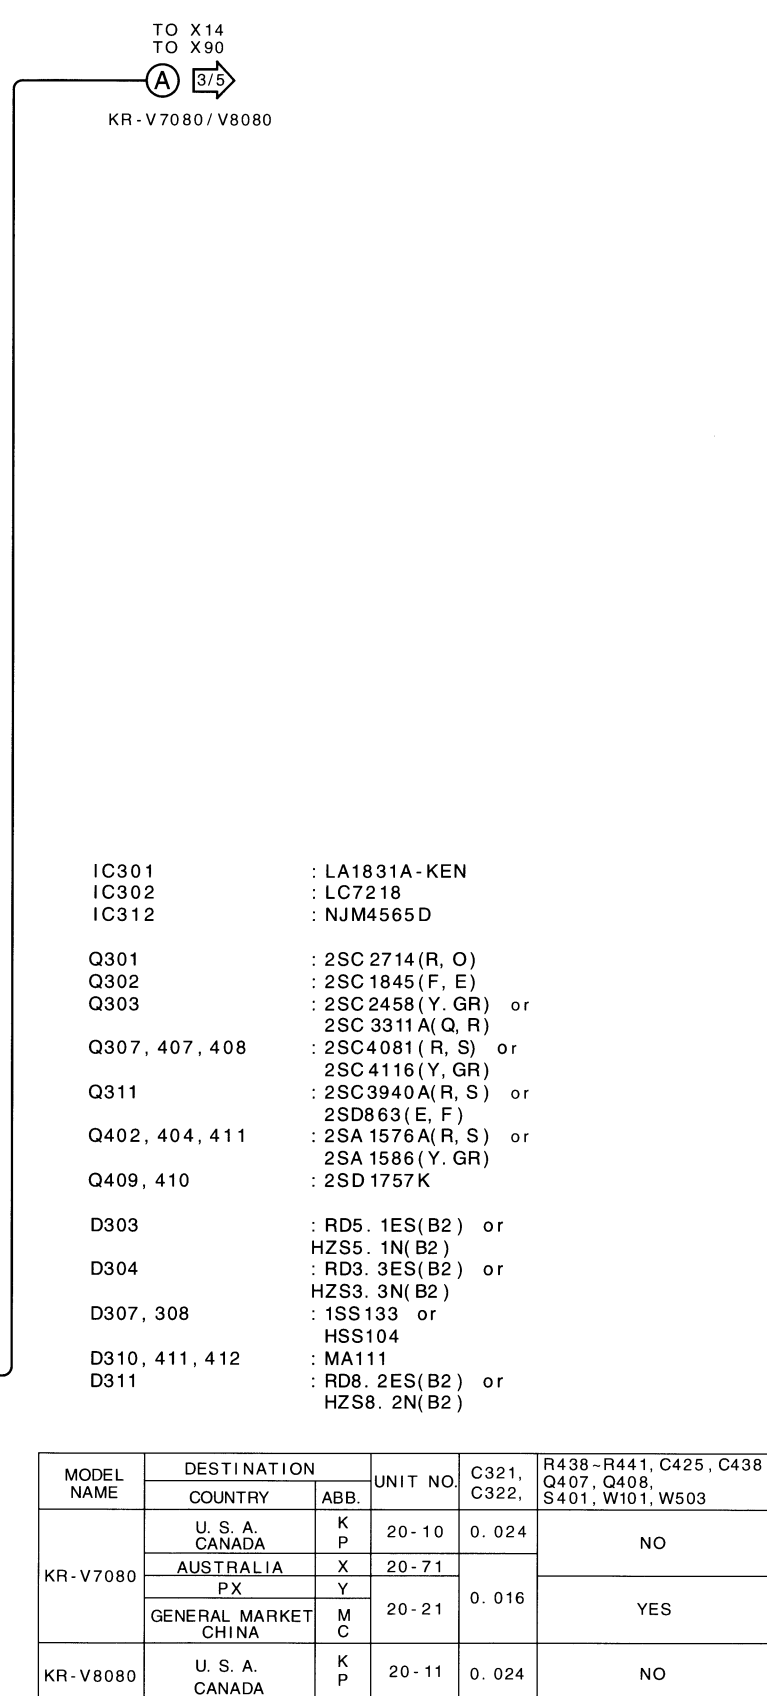 TO X14
TO X90
A 3/5
KR-V7080/V8080
IC301 : LA1831A-KEN
IC302 : LC7218
IC312 : NJM4565D
Q301 : 2SC2714(R, O)
Q302 : 2SC1845(F, E)
Q303 : 2SC2458(Y. GR) or
2SC3311A(Q, R)
Q307, 407, 408 : 2SC4081(R, S) or
2SC4116(Y, GR)
Q311 : 2SC3940A(R, S) or
2SD863(E, F)
Q402, 404, 411 : 2SA1576A(R, S) or
2SA1586(Y. GR)
Q409, 410 : 2SD1757K
D303 : RD5. 1ES(B2) or
HZS5. 1N(B2)
D304 : RD3. 3ES(B2) or
HZS3. 3N(B2)
D307, 308 : 1SS133 or
HSS104
D310, 411, 412 : MA111
D311 : RD8. 2ES(B2) or
HZS8. 2N(B2)
MODEL NAME DESTINATION UNIT NO. C321, C322, R438~R441, C425, C438
Q407, Q408,
S401, W101, W503
COUNTRY ABB.
KR-V7080 U. S. A. K 20-10 0. 024 NO
CANADA P
AUSTRALIA X 20-71 0. 016
PX Y 20-21 YES
GENERAL MARKET M
CHINA C
KR-V8080 U. S. A. K 20-11 0. 024 NO
CANADA P